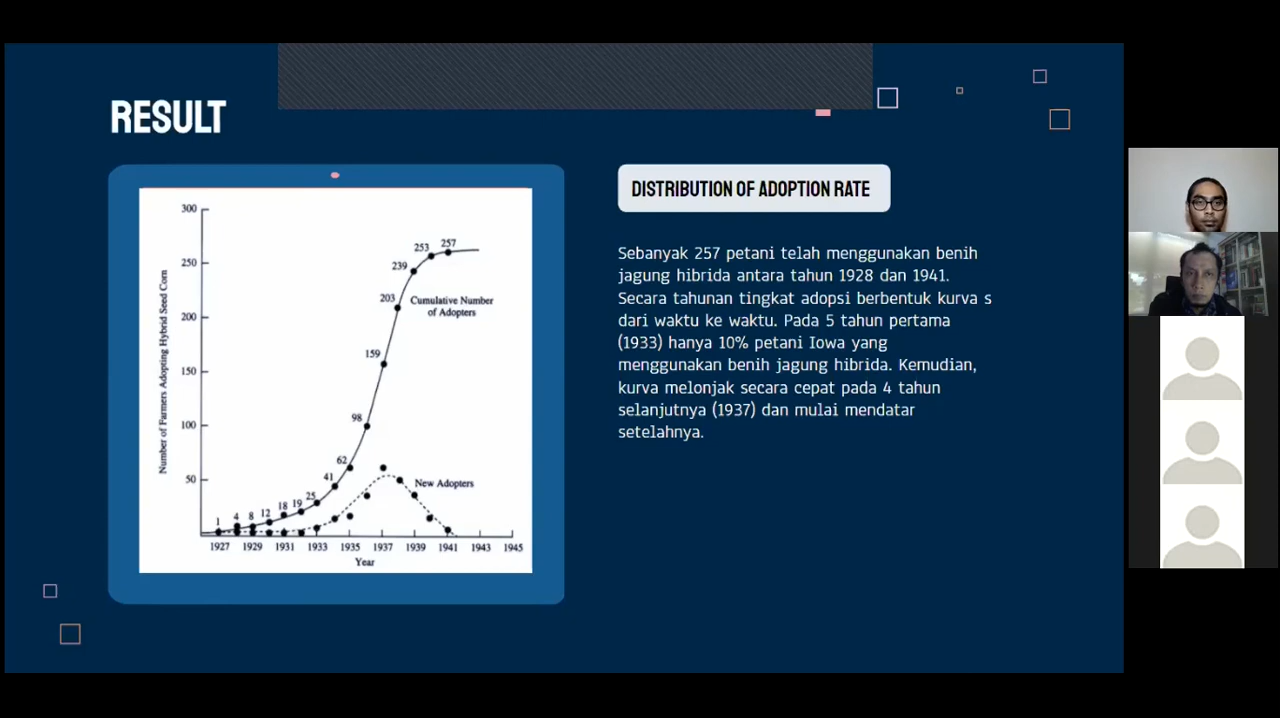 RESULT
300
250
200
150
100
50
Number of Farmers Adopting Hybrid Seed Corn
1
4
8
12
18
19
25
41
62
98
159
203
239
253
257
Cumulative Number
of Adopters
New Adopters
1927
1929
1931
1933
1935
1937
1939
1941
1943
1945
Year
DISTRIBUTION OF ADOPTION RATE
Sebanyak 257 petani telah menggunakan benih
jagung hibrida antara tahun 1928 dan 1941.
Secara tahunan tingkat adopsi berbentuk kurva s
dari waktu ke waktu. Pada 5 tahun pertama
(1933) hanya 10% petani Iowa yang
menggunakan benih jagung hibrida. Kemudian,
kurva melonjak secara cepat pada 4 tahun
selanjutnya (1937) dan mulai mendatar
setelahnya.